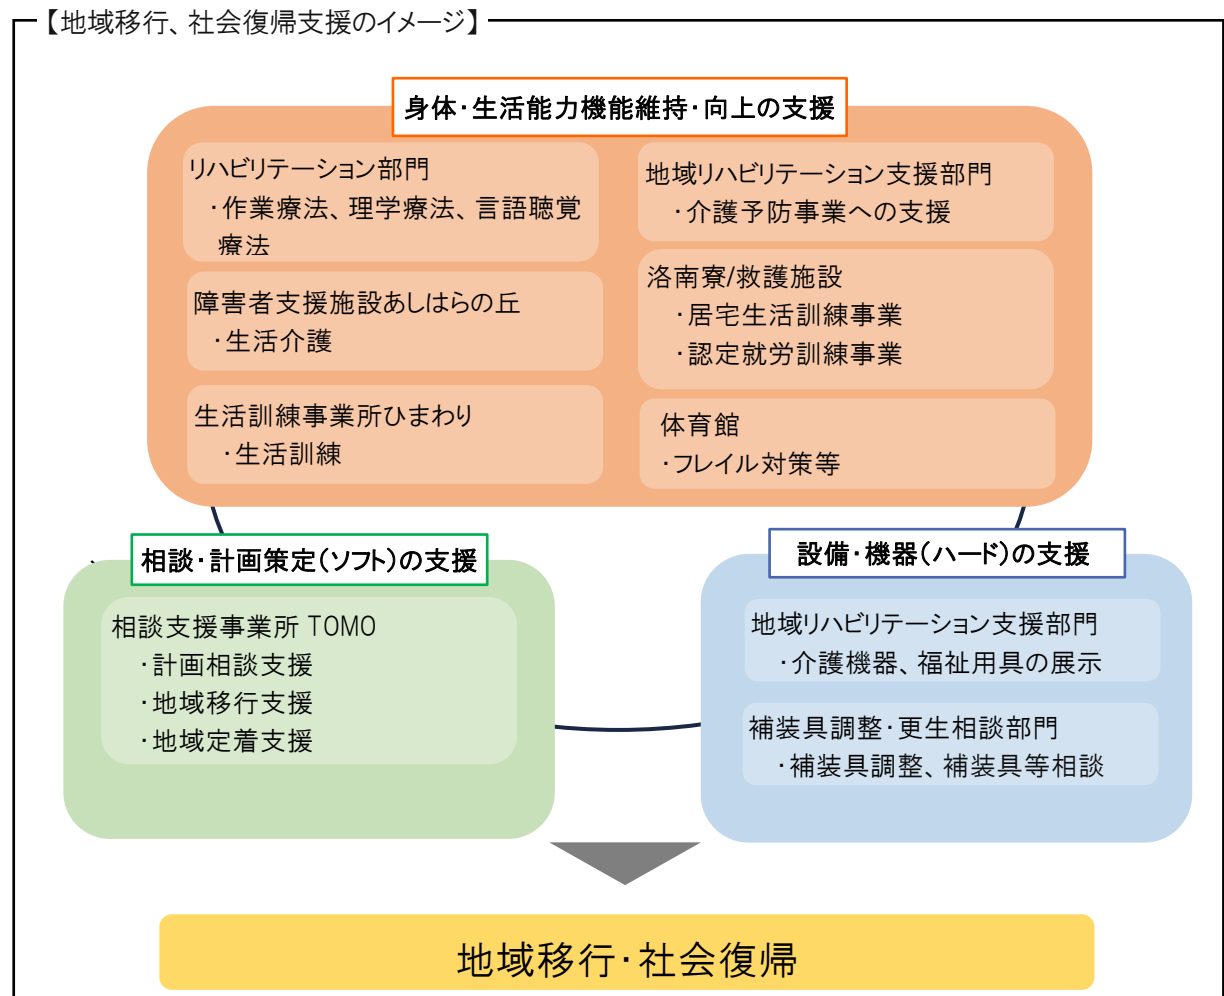 【地域移行、社会復帰支援のイメージ】
身体・生活能力機能維持・向上の支援
リハビリテーション部門
・作業療法、理学療法、言語聴覚
療法
障害者支援施設あしはらの丘
・生活介護
生活訓練事業所ひまわり
・生活訓練
地域リハビリテーション支援部門
・介護予防事業への支援
洛南寮/救護施設
・居宅生活訓練事業
・認定就労訓練事業
体育館
・フレイル対策等
相談・計画策定(ソフト)の支援
相談支援事業所 TOMO
・計画相談支援
・地域移行支援
・地域定着支援
設備・機器(ハード)の支援
地域リハビリテーション支援部門
・介護機器、福祉用具の展示
補装具調整・更生相談部門
・補装具調整、補装具等相談
地域移行・社会復帰